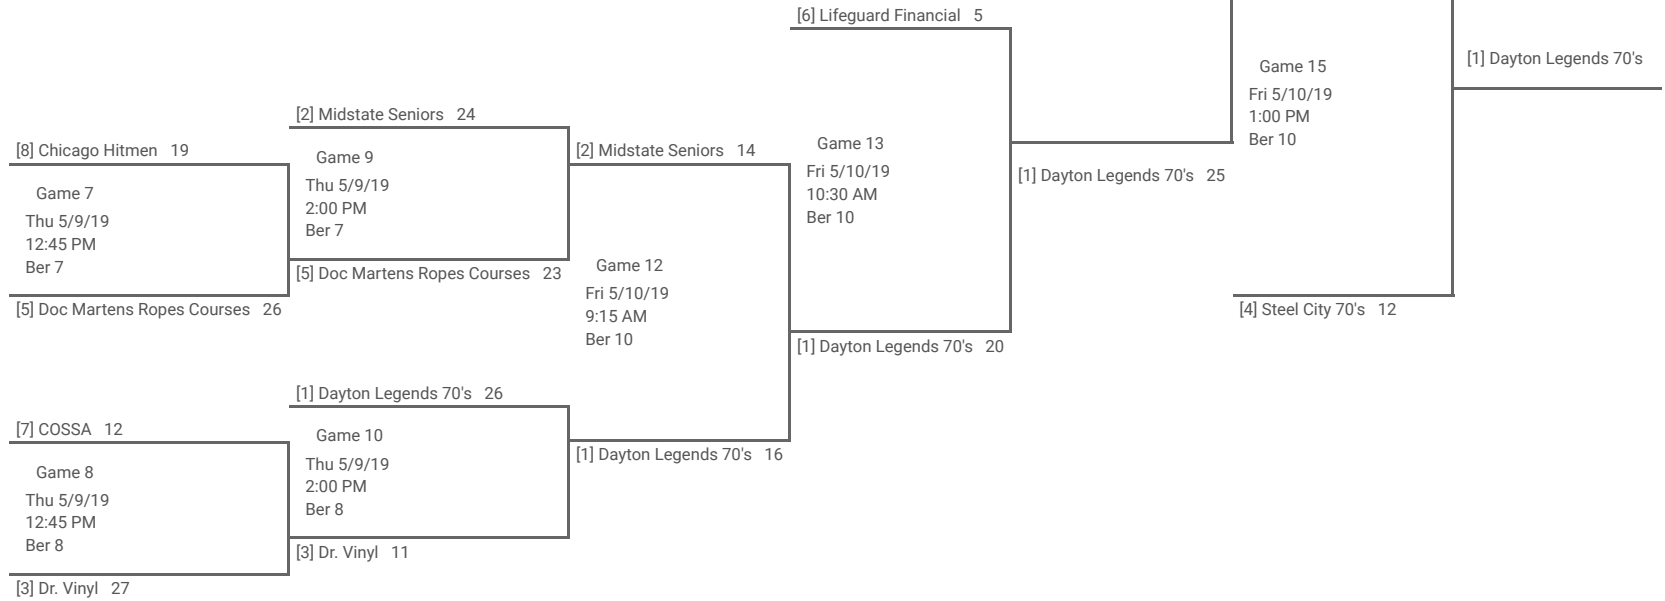 [8] Chicago Hitmen 19
Game 7
Thu 5/9/19
12:45 PM
Ber 7
[5] Doc Martens Ropes Courses 26
[7] COSSA 12
Game 8
Thu 5/9/19
12:45 PM
Ber 8
[3] Dr. Vinyl 27
[2] Midstate Seniors 24
Game 9
Thu 5/9/19
2:00 PM
Ber 7
[5] Doc Martens Ropes Courses 23
[1] Dayton Legends 70's 26
Game 10
Thu 5/9/19
2:00 PM
Ber 8
[3] Dr. Vinyl 11
[2] Midstate Seniors 14
Game 12
Fri 5/10/19
9:15 AM
Ber 10
[1] Dayton Legends 70's 16
[6] Lifeguard Financial 5
Game 13
Fri 5/10/19
10:30 AM
Ber 10
[1] Dayton Legends 70's 20
[1] Dayton Legends 70's 25
Game 15
Fri 5/10/19
1:00 PM
Ber 10
[4] Steel City 70's 12
[1] Dayton Legends 70's